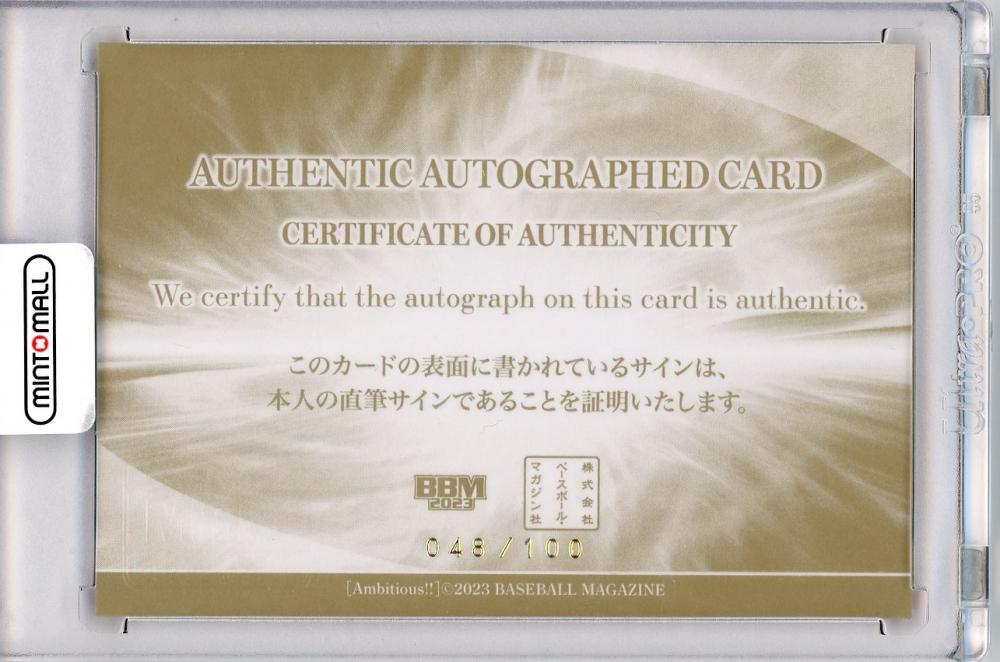 AUTHENTIC AUTOGRAPHED CARD
CERTIFICATE OF AUTHENTICITY
We certify that the autograph on this card is authentic.
このカードの表面に書かれているサインは、
本人の直筆サインであることを証明いたします。
BBM
2023
株式会社
ベースボール・
マガジン社
048/100
[Ambitious!!]©2023 BASEBALL MAGAZINE
MINTOMALL
Ultra PRO